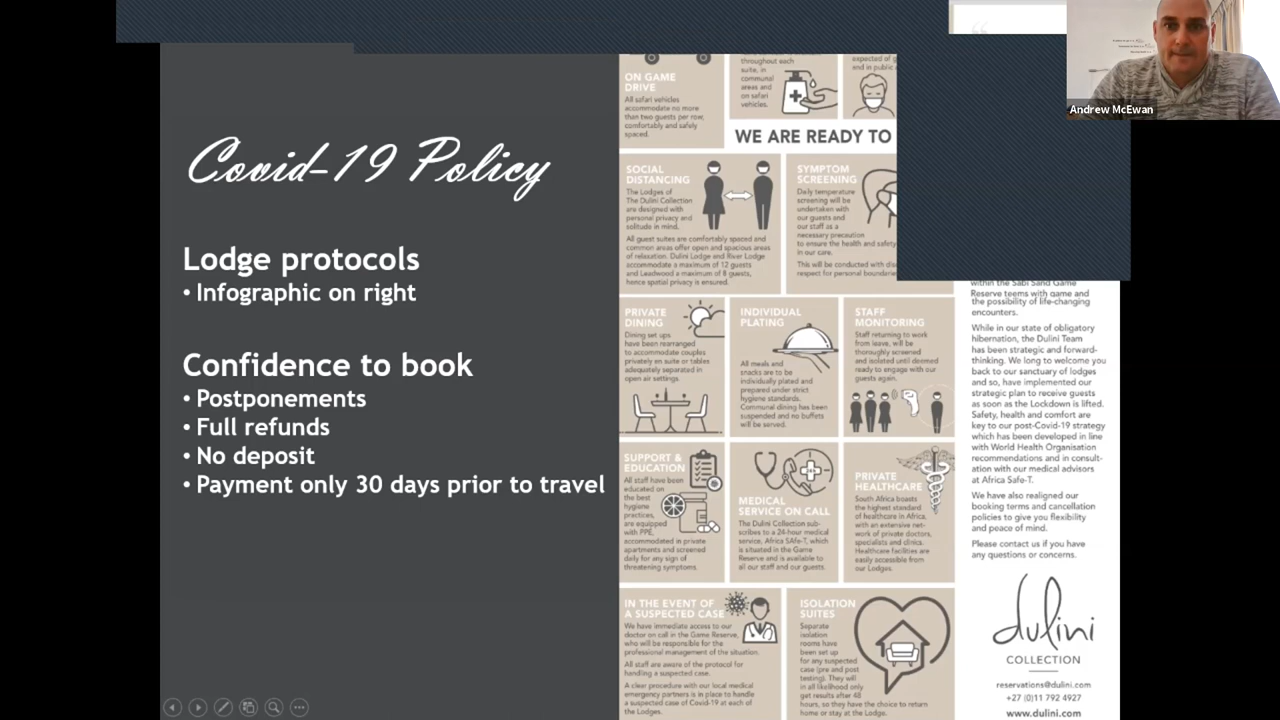 Andrew McEwan
Covid-19 Policy
Lodge protocols
• Infographic on right
Confidence to book
• Postponements
• Full refunds
• No deposit
• Payment only 30 days prior to travel
ON GAME
DRIVE
All safari vehicles
accommodate no more
than two guests per row,
comfortably and safely
spaced.
throughout each
suite, in
communal
areas and
on safari
vehicles.
expected of g
and in public a
WE ARE READY TO
SOCIAL
DISTANCING
The Lodges of
The Dulini Collection
are designed with
personal privacy and
solitude in mind.
All guest suites are comfortably spaced and
common areas offer open and spacious areas
of relaxation. Dulini Lodge and River Lodge
accommodate a maximum of 12 guests
and Leadwood a maximum of 8 guests,
hence spatial privacy is ensured.
SYMPTOM
SCREENING
Daily temperature
screening will be
undertaken with
our guests and
our staff as a
necessary precaution
to ensure the health and safety
in our care.
This will be conducted with dis
respect for personal boundarie
PRIVATE
DINING
Dining set ups
have been rearranged
to accommodate couples
privately en suite or tables
adequately separated in
open air settings.
INDIVIDUAL
PLATING
All meals and
snacks are to be
individually plated and
prepared under strict
hygiene standards.
Communal dining has been
suspended and no buffets
will be served.
STAFF
MONITORING
Staff returning to work
from leave, will be
thoroughly screened
and isolated until deemed
ready to engage with our
guests again.
SUPPORT &
EDUCATION
All staff have been
educated on
the best
hygiene
practices,
are equipped
with PPE,
accommodated in private
apartments and screened
daily for any sign of
threatening symptoms.
MEDICAL
SERVICE ON CALL
The Dulini Collection sub-
scribes to a 24-hour medical
service, Africa SAfe-T, which
is situated in the Game
Reserve and is available to
all our staff and our guests.
PRIVATE
HEALTHCARE
South Africa boasts
the highest standard
of healthcare in Africa,
with an extensive net-
work of private doctors,
specialists and clinics.
Healthcare facilities are
easily accessible from
our Lodges.
IN THE EVENT OF
A SUSPECTED CASE
We have immediate access to our
doctor on call in the Game Reserve,
who will be responsible for the
professional management of the situation.
All staff are aware of the protocol for
handling a suspected case.
A clear procedure with our local medical
emergency partners is in place to handle
a suspected case of Covid-19 at each of
the Lodges.
ISOLATION
SUITES
Separate
isolation
rooms have
been set up
for any suspected
case (pre and post
testing). They will
in all likelihood only
get results after 48
hours, so they have the choice to return
home or stay at the Lodge.
within the Sabi Sand Game
Reserve teems with game and
the possibility of life-changing
encounters.
While in our state of obligatory
hibernation, the Dulini Team
has been strategic and forward-
thinking. We long to welcome you
back to our sanctuary of lodges
and so, have implemented our
strategic plan to receive guests
as soon as the Lockdown is lifted.
Safety, health and comfort are
key to our post-Covid-19 strategy
which has been developed in line
with World Health Organisation
recommendations and in consult-
ation with our medical advisors
at Africa Safe-T.
We have also realigned our
booking terms and cancellation
policies to give you flexibility
and peace of mind.
Please contact us if you have
any questions or concerns.
dulini
COLLECTION
reservations@dulini.com
+27 (0)11 792 4927
www.dulini.com